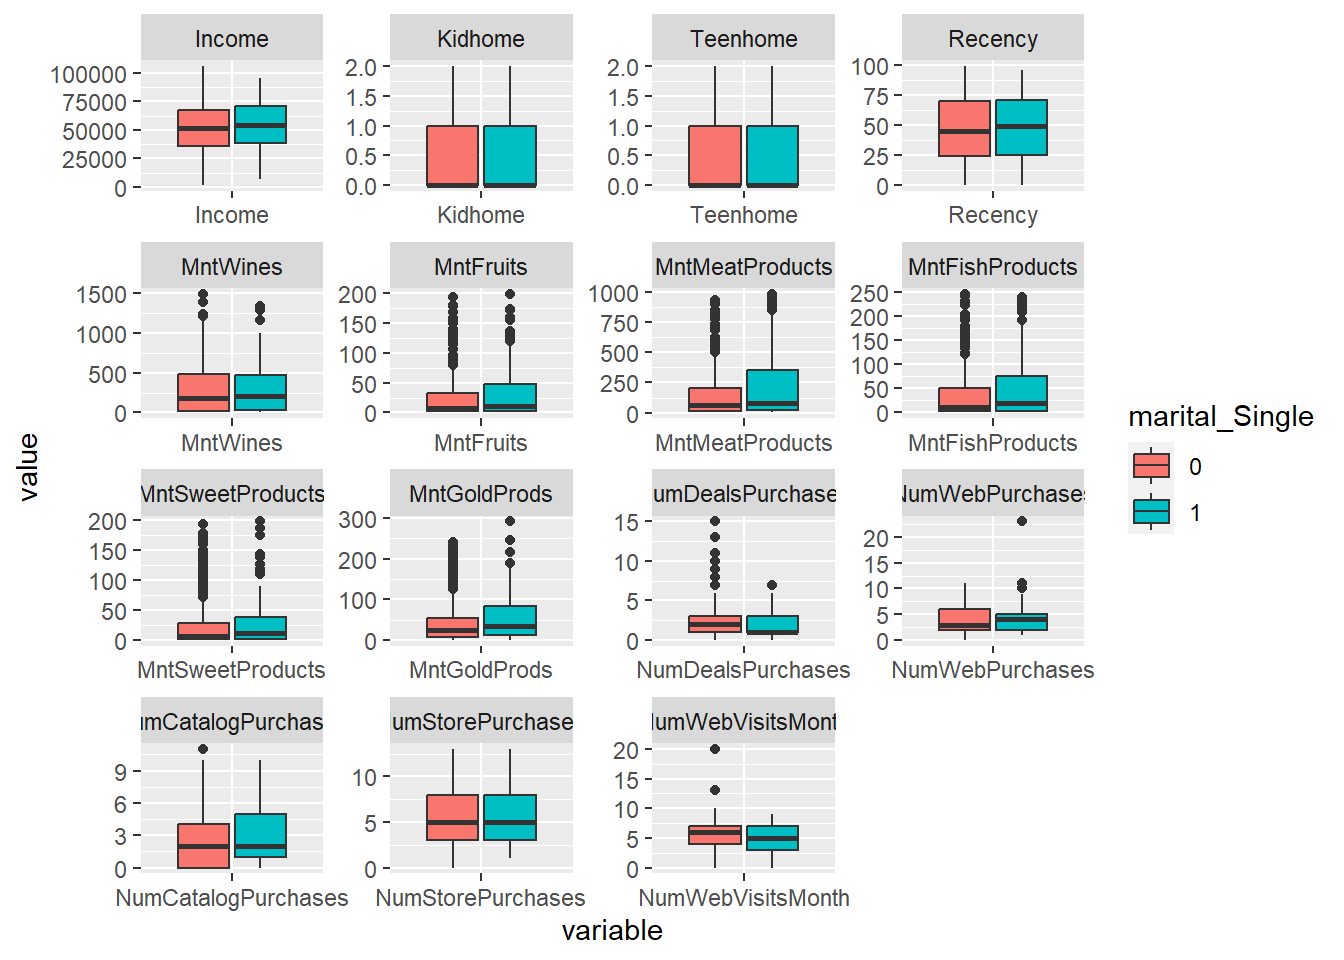 Income Kidhome Teenhome Recency
100000 2.0 2.0 100
75000 1.5 1.5 75
50000 1.0 1.0 50
25000 0.5 0.5 25
0 0.0 0.0 0
Income Kidhome Teenhome Recency
MntWines MntFruits MntMeatProducts MntFishProducts
1500 200 1000 250
1000 150 750 200
500 100 500 150
0 50 250 100
0 0 50
0
MntWines MntFruits MntMeatProducts MntFishProducts
MntSweetProducts MntGoldProds umDealsPurchase NumWebPurchases
200 300 15 20
150 200 10 15
100 100 5 10
50 0 0 5
0 0
MntSweetProducts MntGoldProds NumDealsPurchases NumWebPurchases
umCatalogPurchas umStorePurchase NumWebVisitsMont
9 10 20
6 5 15
3 0 10
0 5
0
NumCatalogPurchases NumStorePurchases NumWebVisitsMonth
variable
value
marital_Single
0
1